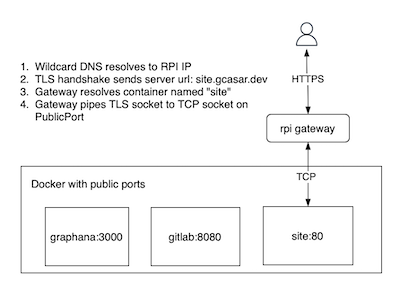 1. Wildcard DNS resolves to RPI IP
2. TLS handshake sends server url: site.gcasar.dev
3. Gateway resolves container named "site"
4. Gateway pipes TLS socket to TCP socket on
PublicPort
HTTPS
rpi gateway
TCP
Docker with public ports
graphana:3000
gitlab:8080
site:80